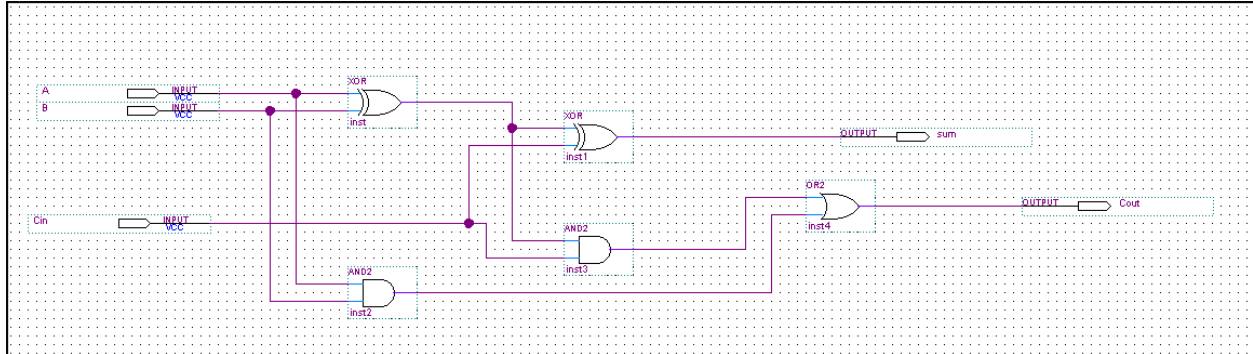 XOR
A INPUT
VCC
B INPUT
VCC
inst
XOR
OUTPUT sum
inst1
OR2
OUTPUT Cout
Cin INPUT
VCC
inst4
AND2
inst3
AND2
inst2